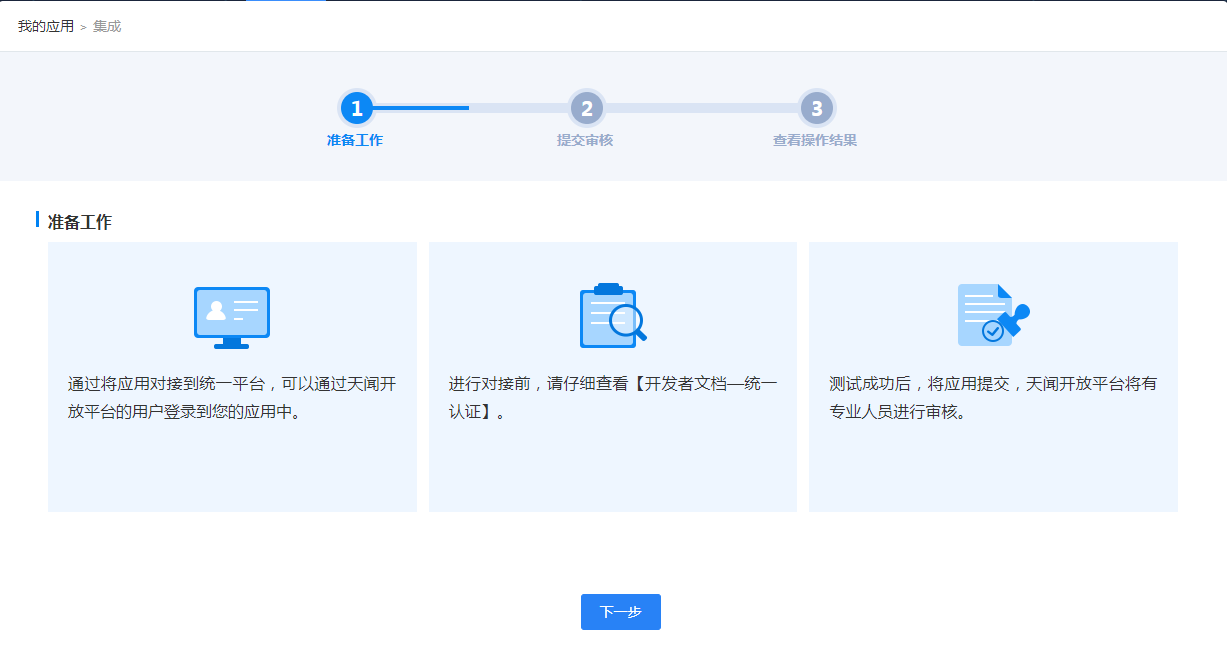 我的应用 > 集成
1
2
3
准备工作
提交审核
查看操作结果
准备工作
通过将应用对接到统一平台，可以通过天闻开
放平台的用户登录到您的应用中。
进行对接前，请仔细查看【开发者文档—统一
认证】。
测试成功后，将应用提交，天闻开放平台将有
专业人员进行审核。
下一步